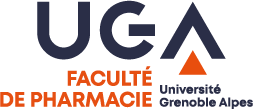 UGA
FACULTÉ
DE PHARMACIE
Université
Grenoble Alpes